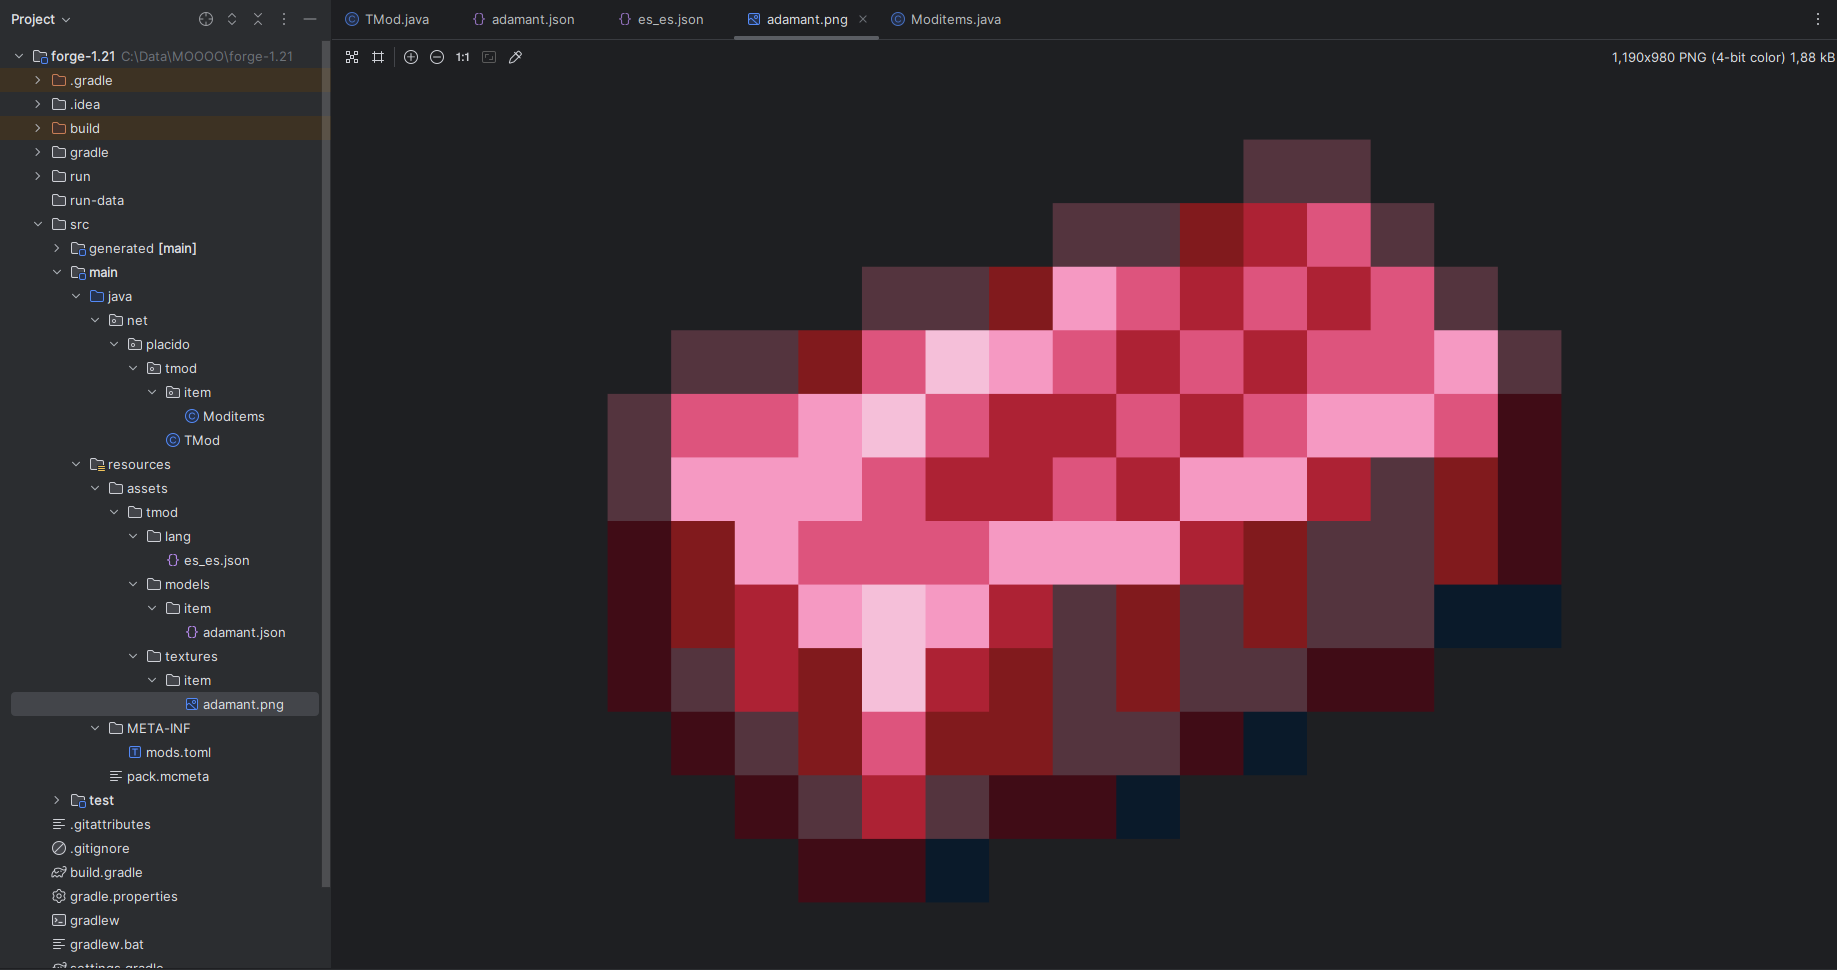 Project
TMod.java
adamant.json
es_es.json
adamant.png
Moditems.java
1:1
1,190x980 PNG (4-bit color) 1,88 kB
forge-1.21 C:\Data\MOOOO\forge-1.21
.gradle
.idea
build
gradle
run
run-data
src
generated [main]
main
java
net
placido
tmod
item
Moditems
TMod
resources
assets
tmod
lang
es_es.json
models
item
adamant.json
textures
item
adamant.png
META-INF
mods.toml
pack.mcmeta
test
.gitattributes
.gitignore
build.gradle
gradle.properties
gradlew
gradlew.bat
settings.gradle